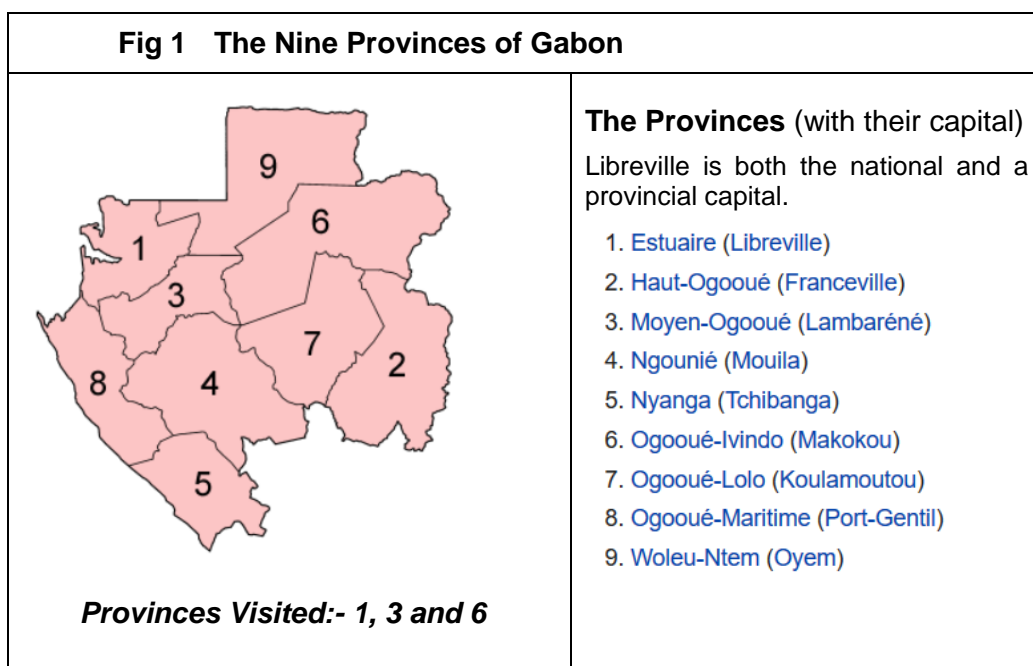 Fig 1 The Nine Provinces of Gabon
9
6
1
3
7
2
8
4
5
Provinces Visited:- 1, 3 and 6
The Provinces (with their capital)
Libreville is both the national and a
provincial capital.
1. Estuaire (Libreville)
2. Haut-Ogooué (Franceville)
3. Moyen-Ogooué (Lambaréné)
4. Ngounié (Mouila)
5. Nyanga (Tchibanga)
6. Ogooué-Ivindo (Makokou)
7. Ogooué-Lolo (Koulamoutou)
8. Ogooué-Maritime (Port-Gentil)
9. Woleu-Ntem (Oyem)